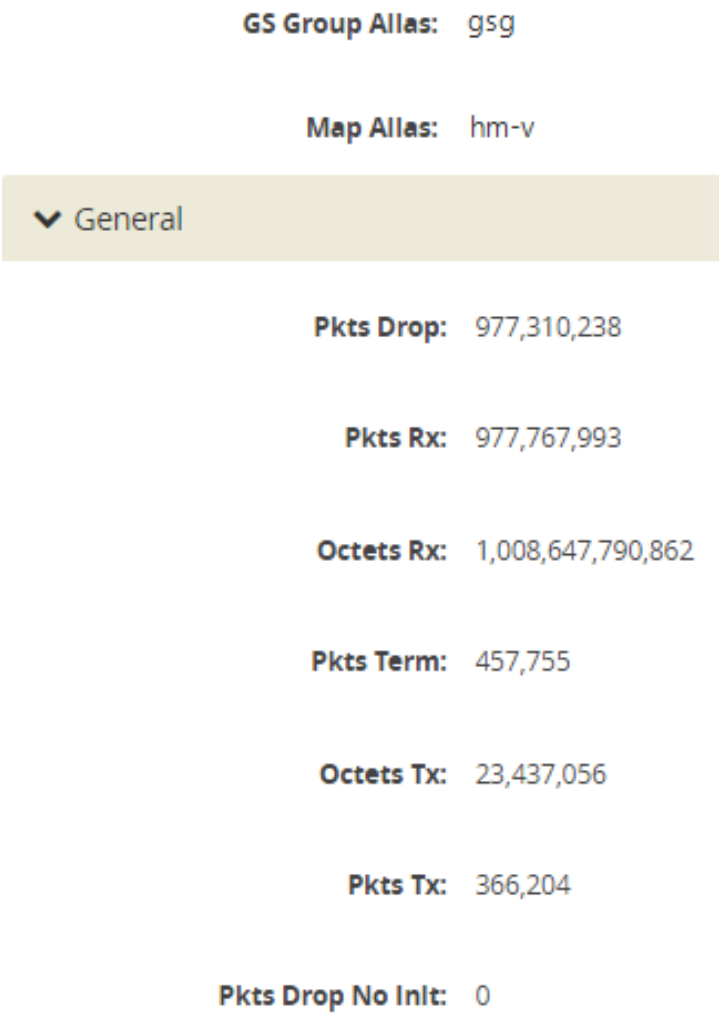 GS Group Alias: gsg
Map Alias: hm-v
General
Pkts Drop: 977,310,238
Pkts Rx: 977,767,993
Octets Rx: 1,008,647,790,862
Pkts Term: 457,755
Octets Tx: 23,437,056
Pkts Tx: 366,204
Pkts Drop No Init: 0